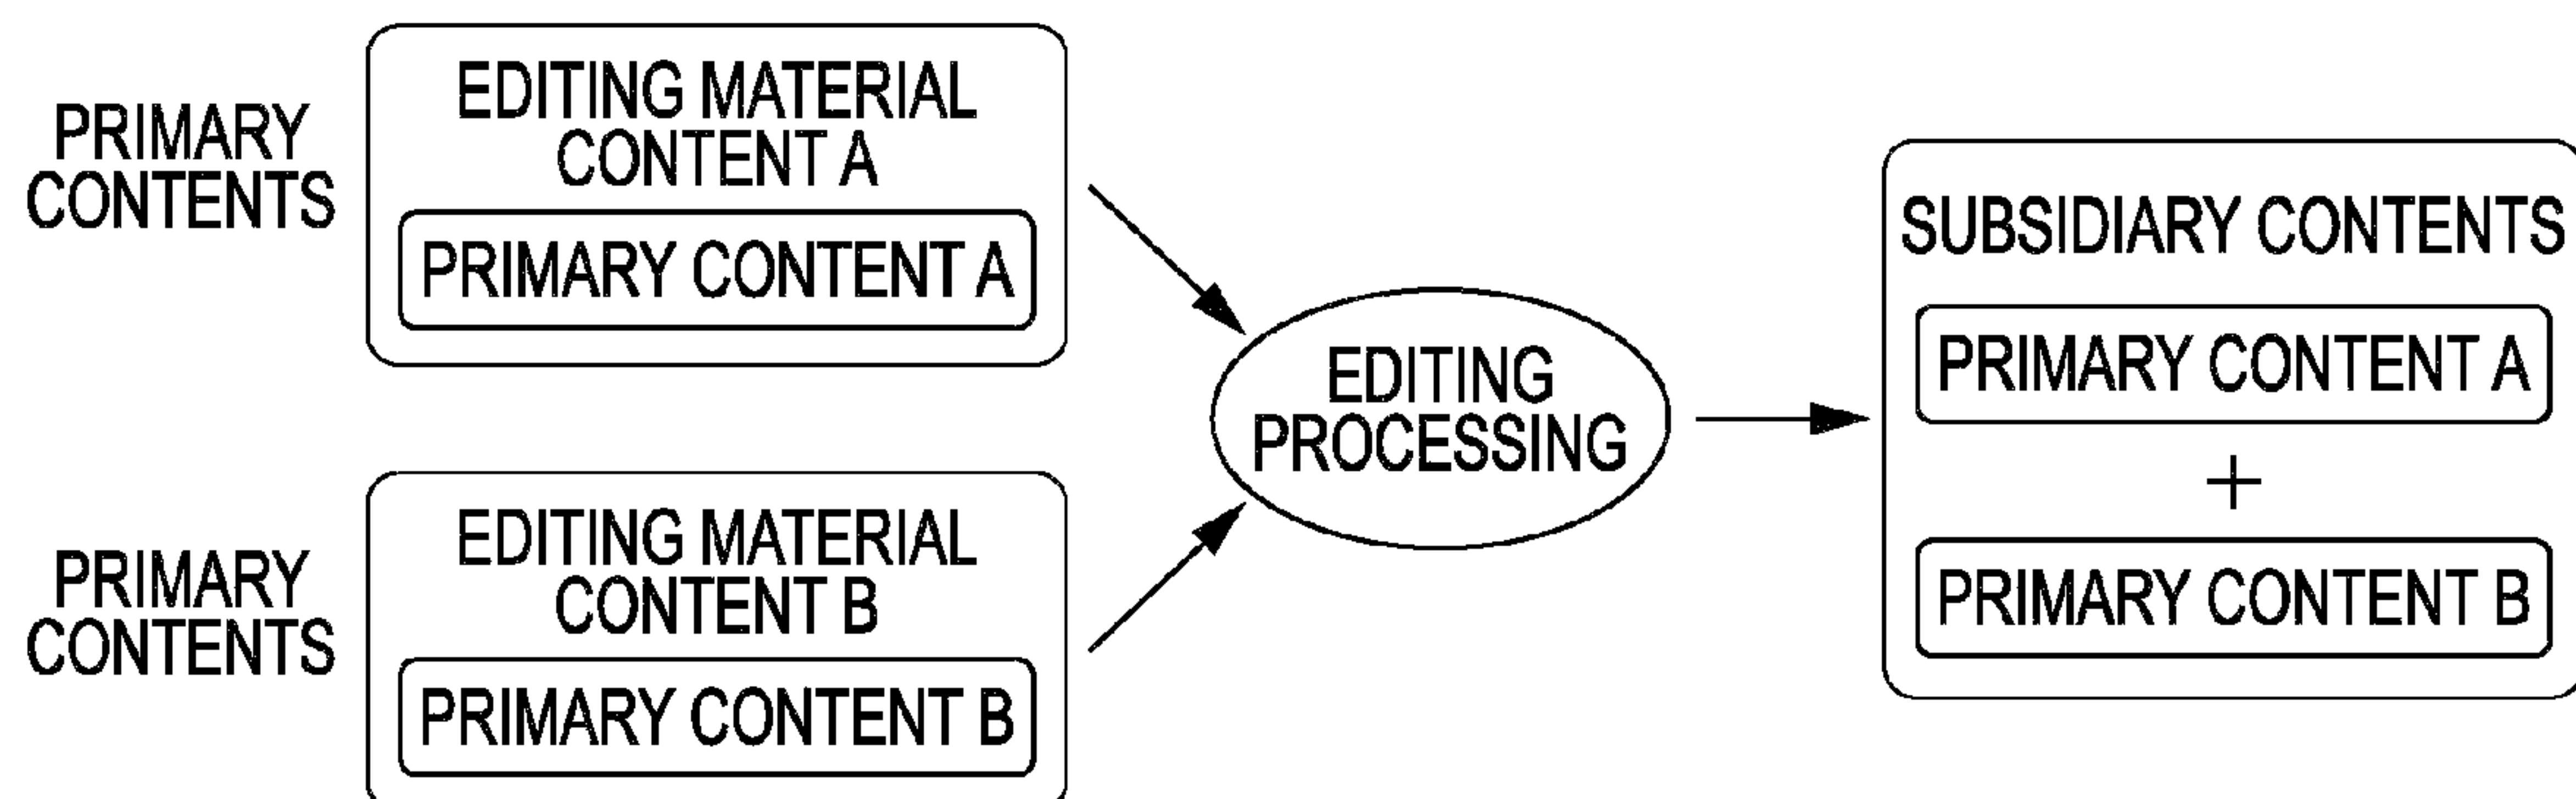 PRIMARY
CONTENTS
EDITING MATERIAL
CONTENT A
PRIMARY CONTENT A
PRIMARY
CONTENTS
EDITING MATERIAL
CONTENT B
PRIMARY CONTENT B
EDITING
PROCESSING
SUBSIDIARY CONTENTS
PRIMARY CONTENT A
+
PRIMARY CONTENT B